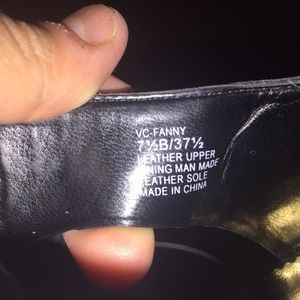 VC-FANNY
7½B/37½
LEATHER UPPER
LINING MAN MADE
LEATHER SOLE
MADE IN CHINA